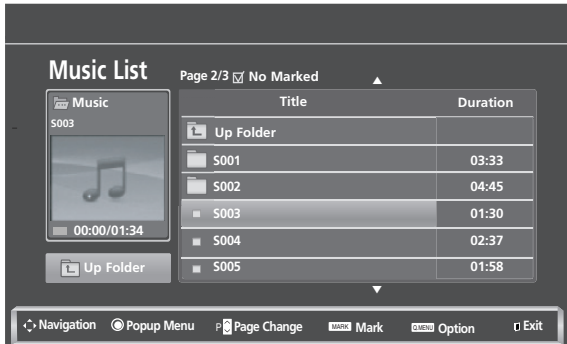 Music List
Page 2/3 No Marked
Music
S003
00:00/01:34
Up Folder
Title Duration
Up Folder
S001 03:33
S002 04:45
S003 01:30
S004 02:37
S005 01:58
Navigation Popup Menu P Page Change MARK Mark Q.MENU Option Exit